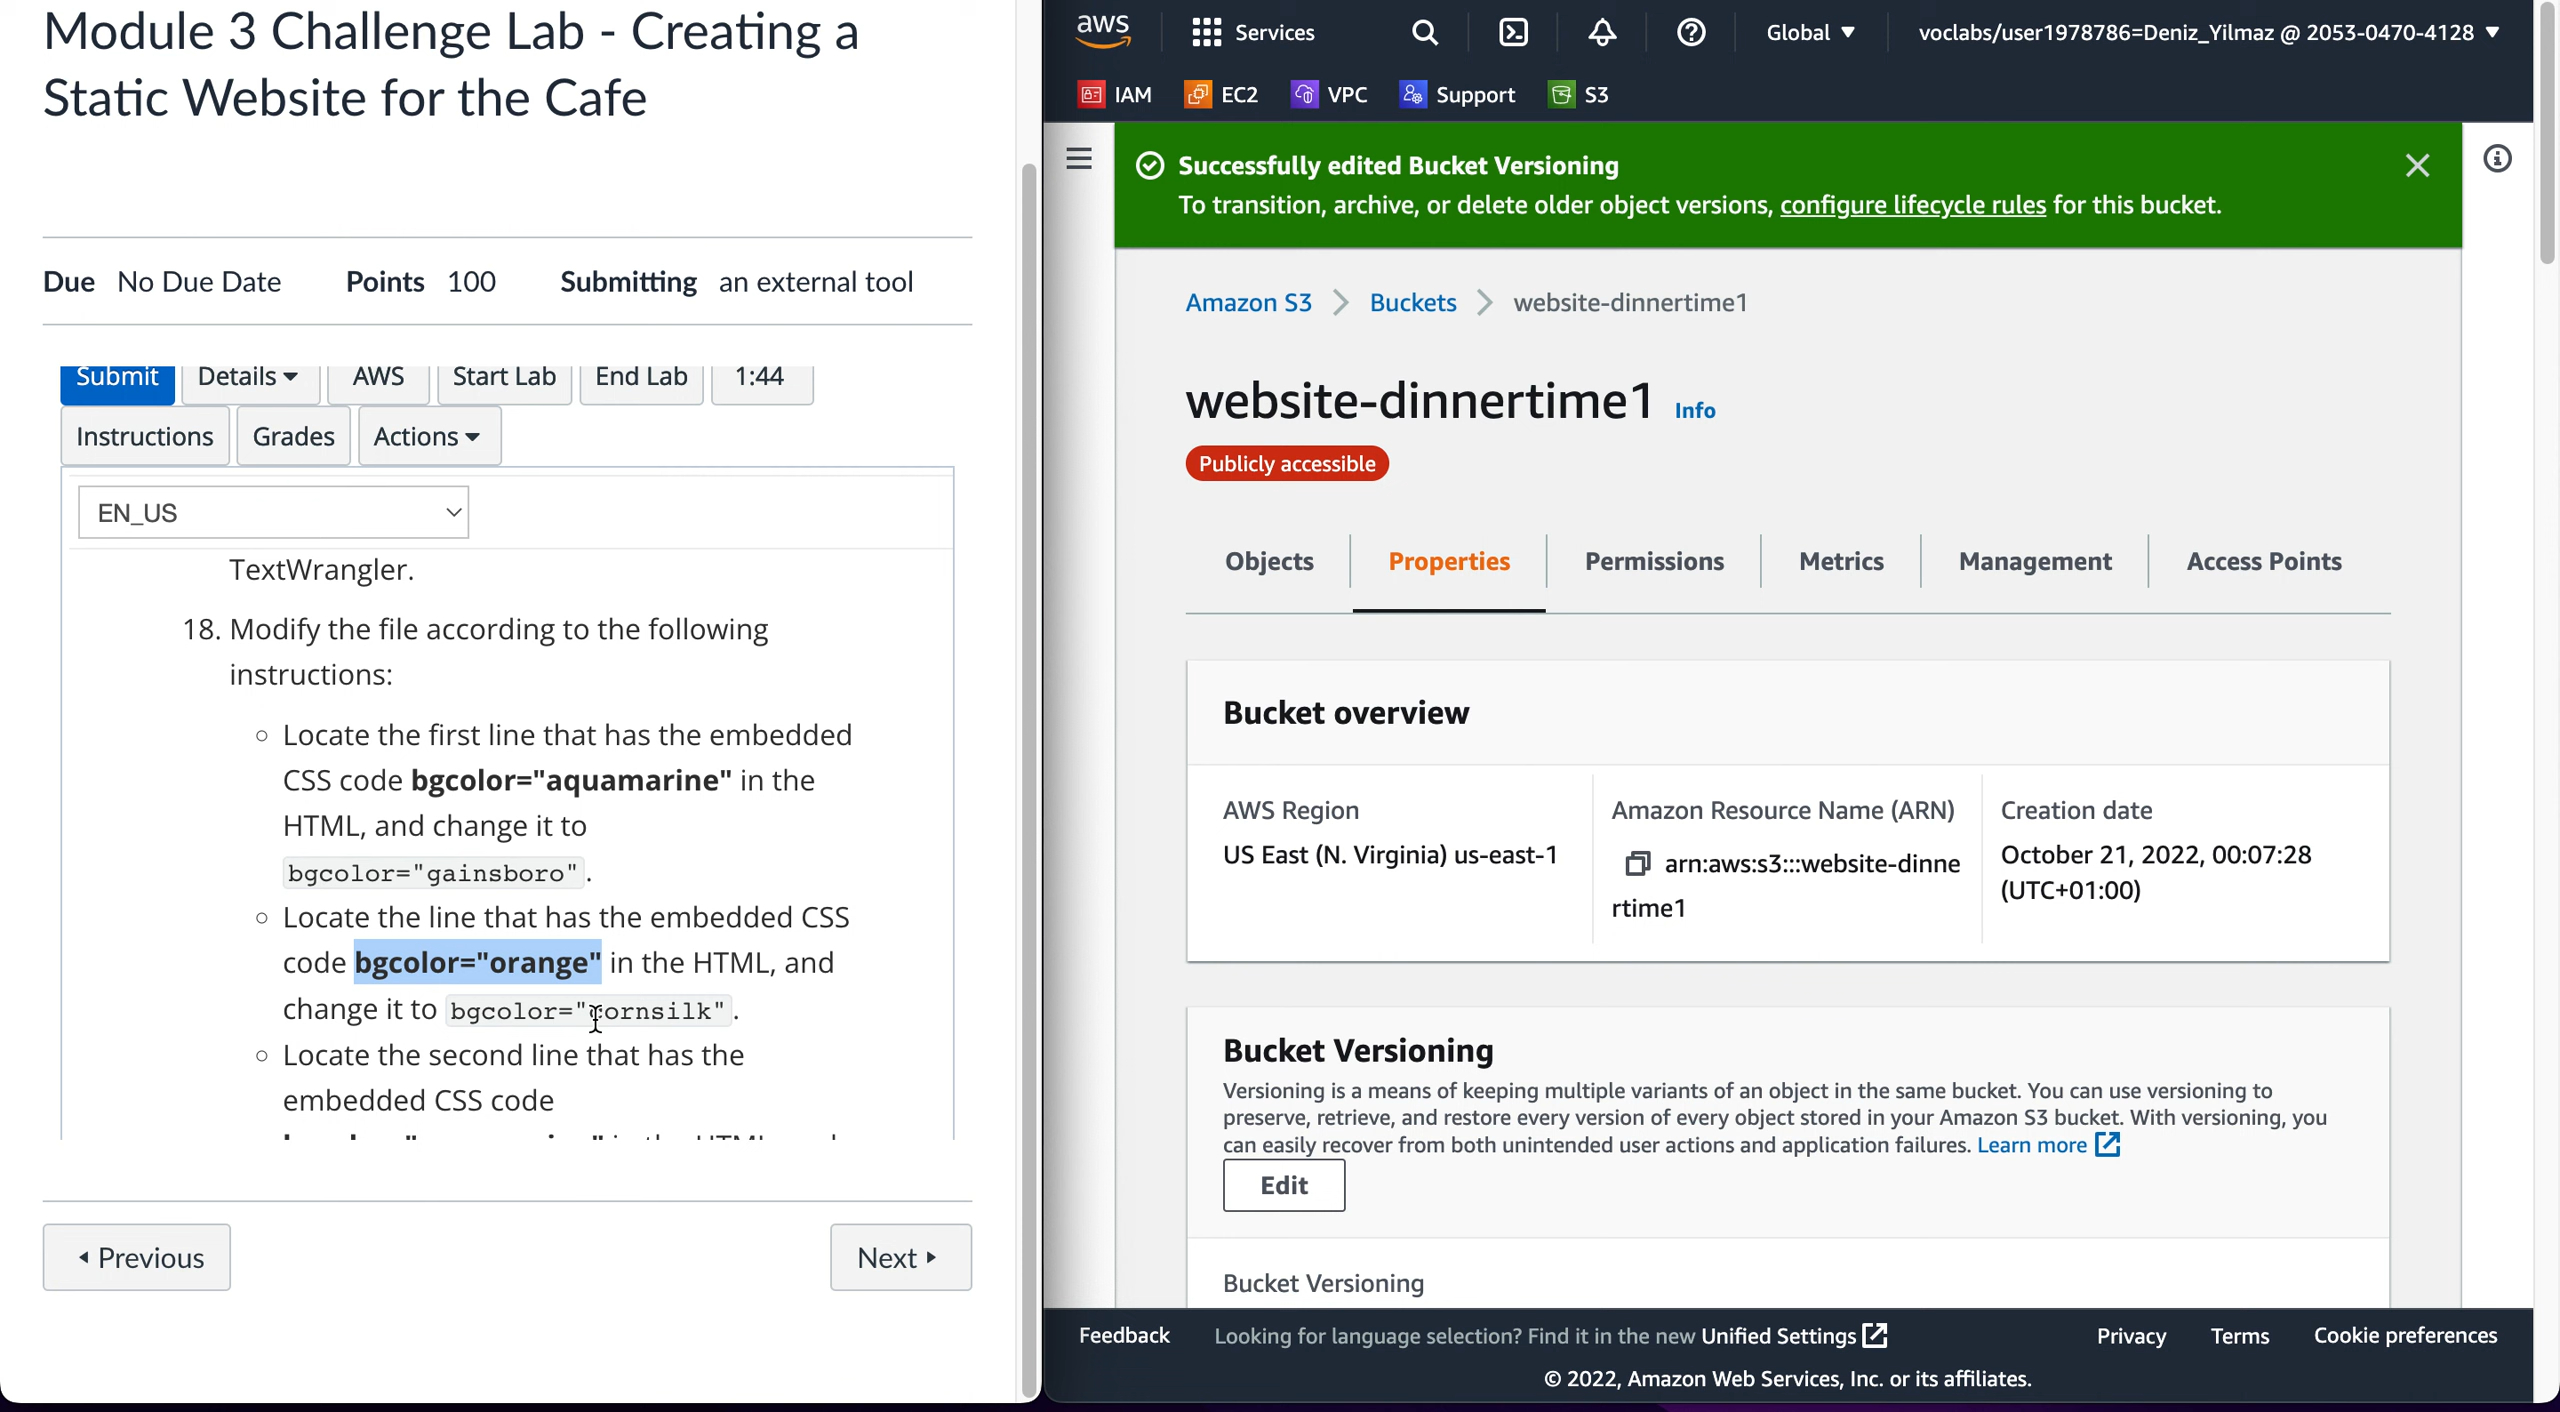 Module 3 Challenge Lab - Creating a
Static Website for the Cafe
Due No Due Date Points 100 Submitting an external tool
Submit Details AWS Start Lab End Lab 1:44
Instructions Grades Actions
EN_US
TextWrangler.
18. Modify the file according to the following
instructions:
Locate the first line that has the embedded
CSS code bgcolor="aquamarine" in the
HTML, and change it to
bgcolor="gainsboro".
Locate the line that has the embedded CSS
code bgcolor="orange" in the HTML, and
change it to bgcolor="cornsilk".
Locate the second line that has the
embedded CSS code
Previous
Next
aws
Services
Global
voclabs/user1978786=Deniz_Yilmaz @ 2053-0470-4128
IAM EC2 VPC Support S3
Successfully edited Bucket Versioning
To transition, archive, or delete older object versions, configure lifecycle rules for this bucket.
Amazon S3 Buckets website-dinnertime1
website-dinnertime1 Info
Publicly accessible
Objects Properties Permissions Metrics Management Access Points
Bucket overview
AWS Region
US East (N. Virginia) us-east-1
Amazon Resource Name (ARN)
arn:aws:s3:::website-dinne
rtime1
Creation date
October 21, 2022, 00:07:28
(UTC+01:00)
Bucket Versioning
Versioning is a means of keeping multiple variants of an object in the same bucket. You can use versioning to
preserve, retrieve, and restore every version of every object stored in your Amazon S3 bucket. With versioning, you
can easily recover from both unintended user actions and application failures. Learn more
Edit
Bucket Versioning
Feedback Looking for language selection? Find it in the new Unified Settings
Privacy Terms Cookie preferences
© 2022, Amazon Web Services, Inc. or its affiliates.